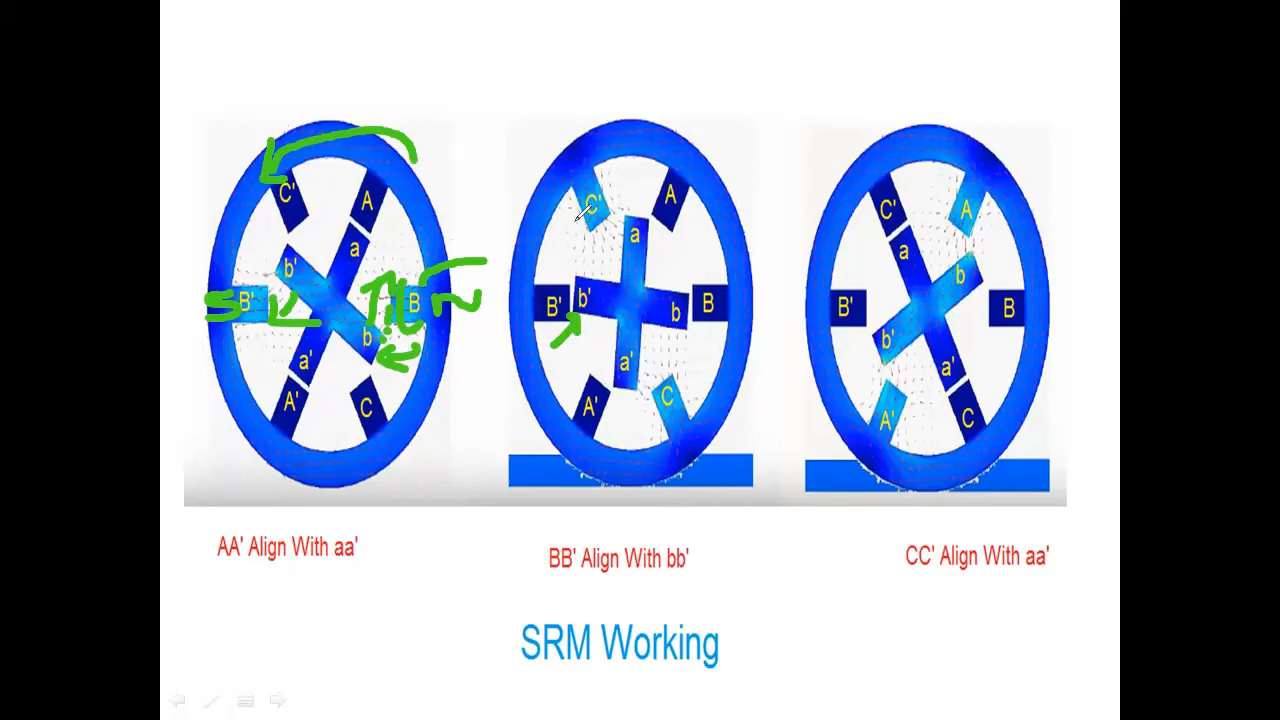 C' A
a
b'
S B' B N
b
a'
A' C
C' A
a
B' b' b B
a'
C
A'
C' A
a
b
B' B
b'
a'
A' C
AA' Align With aa'
BB' Align With bb'
CC' Align With aa'
SRM Working